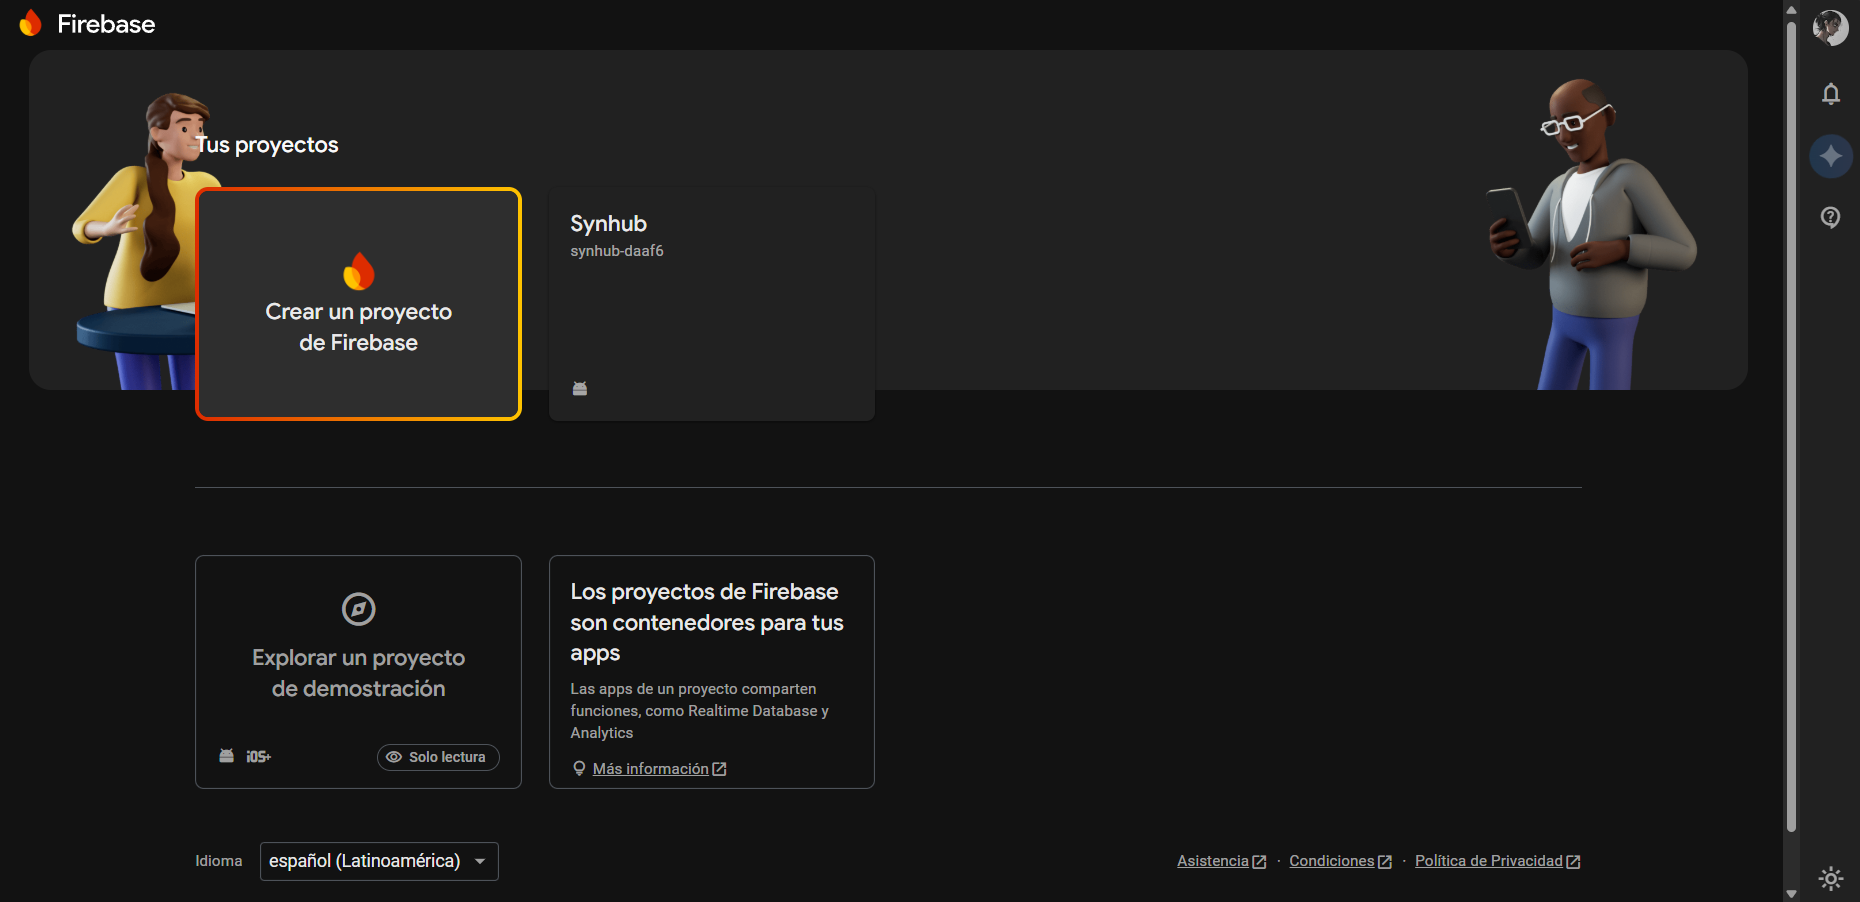 Firebase
Tus proyectos
Crear un proyecto
de Firebase
Synhub
synhub-daaf6
Explorar un proyecto
de demostración
iOS+
Solo lectura
Los proyectos de Firebase
son contenedores para tus
apps
Las apps de un proyecto comparten
funciones, como Realtime Database y
Analytics
Más información
Idioma
español (Latinoamérica)
Asistencia · Condiciones · Política de Privacidad